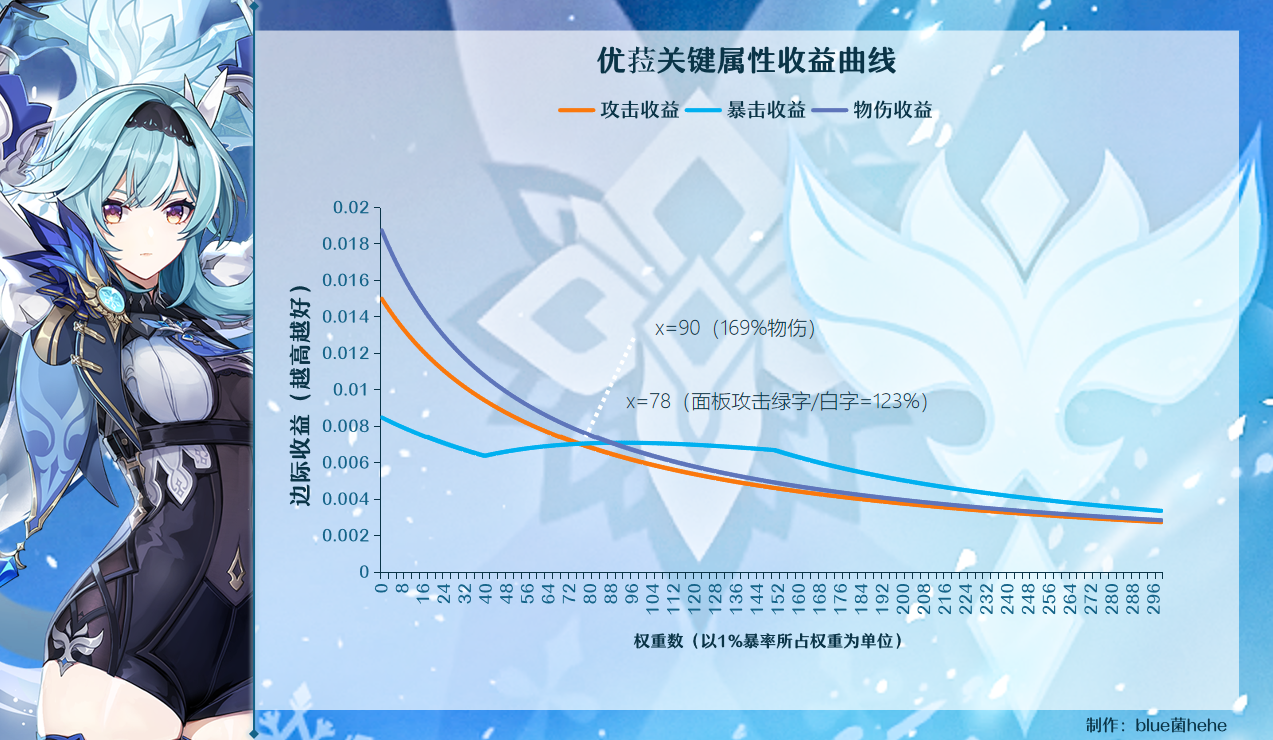 优菈关键属性收益曲线
攻击收益 暴击收益 物伤收益
边际收益（越高越好）
0.02
0.018
0.016
0.014
0.012
0.01
0.008
0.006
0.004
0.002
0
x=90（169%物伤）
x=78（面板攻击绿字/白字=123%）
0 8 16 24 32 40 48 56 64 72 80 88 96 104 112 120 128 136 144 152 160 168 176 184 192 200 208 216 224 232 240 248 256 264 272 280 288 296
权重数（以1%暴率所占权重为单位）
制作：blue菌hehe